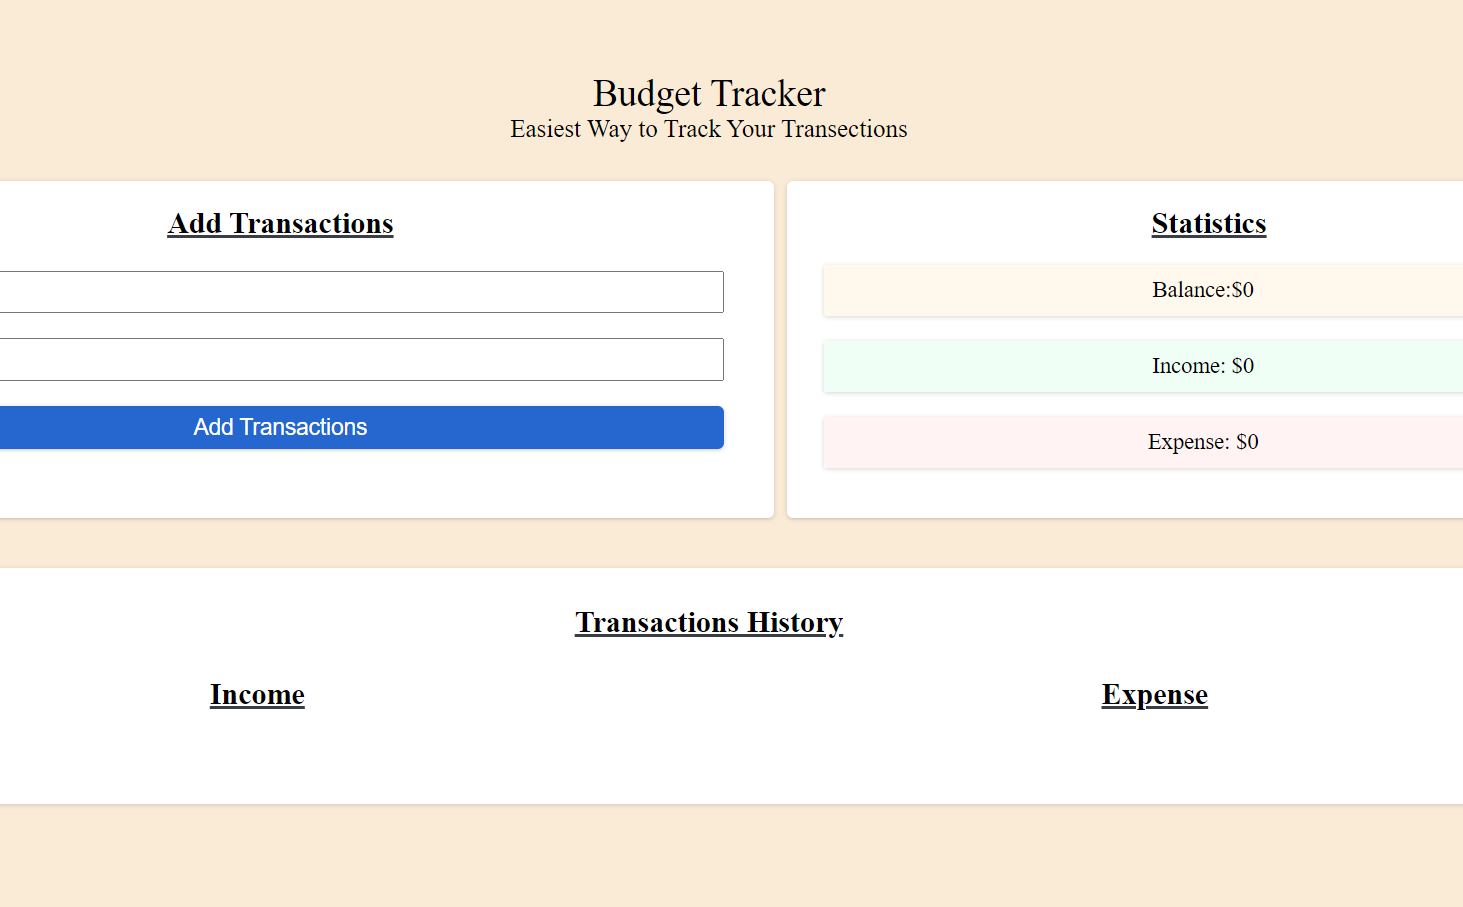 Budget Tracker
Easiest Way to Track Your Transections
Add Transactions
Add Transactions
Statistics
Balance:$0
Income: $0
Expense: $0
Transactions History
Income
Expense